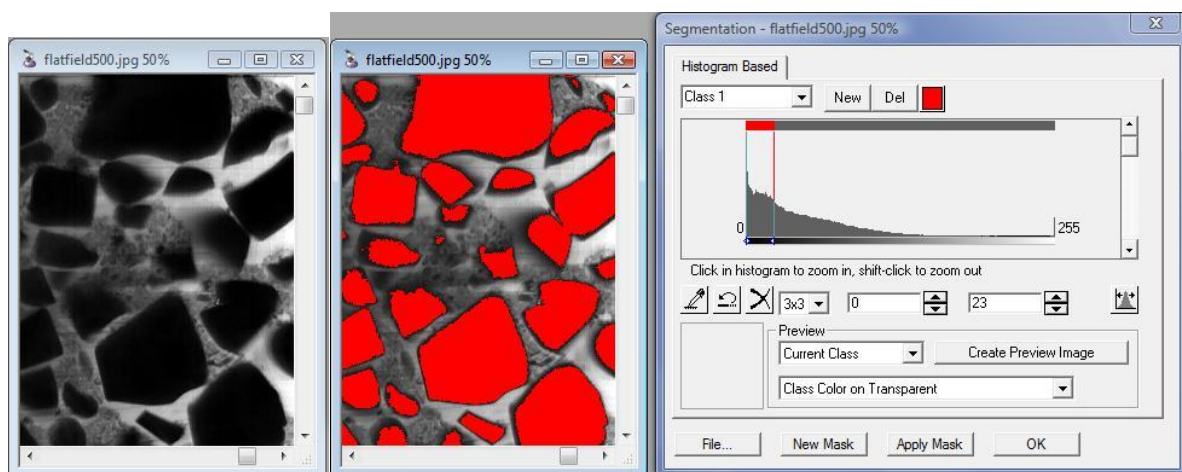 flatfield500.jpg 50%
flatfield500.jpg 50%
Segmentation - flatfield500.jpg 50%
Histogram Based
Class 1
New
Del
0
255
Click in histogram to zoom in, shift-click to zoom out
3x3
0
23
Preview
Current Class
Create Preview Image
Class Color on Transparent
File...
New Mask
Apply Mask
OK